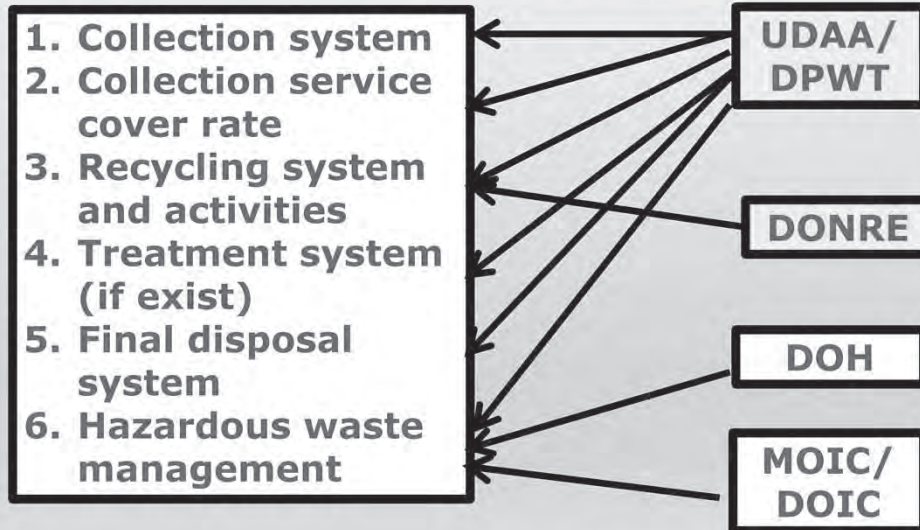 1. Collection system
2. Collection service
cover rate
3. Recycling system
and activities
4. Treatment system
(if exist)
5. Final disposal
system
6. Hazardous waste
management
UDAA/
DPWT
DONRE
DOH
MOIC/
DOIC